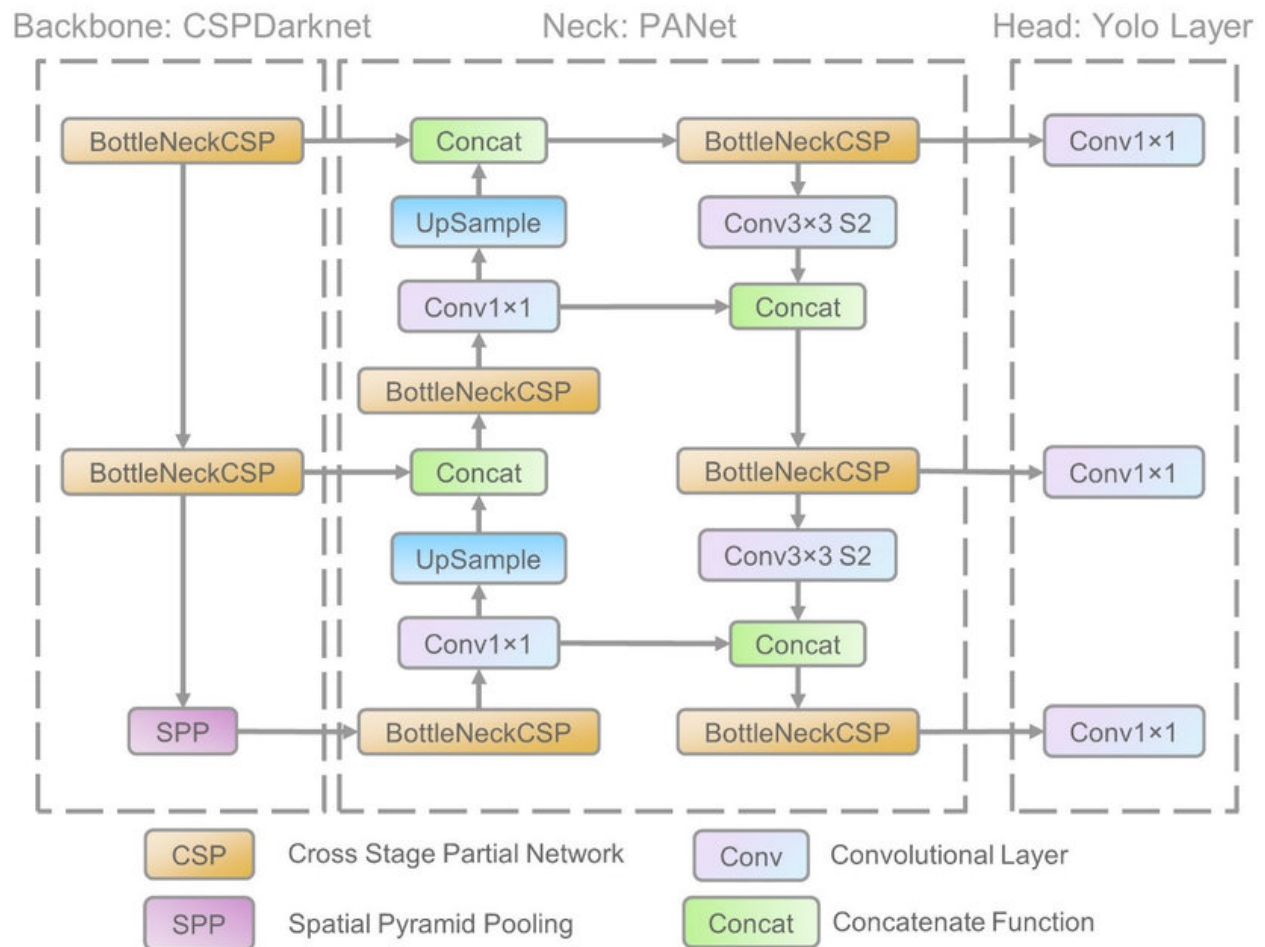 Backbone: CSPDarknet
Neck: PANet
Head: Yolo Layer
BottleNeckCSP
Concat
BottleNeckCSP
Conv1×1
UpSample
Conv3×3 S2
Conv1×1
Concat
BottleNeckCSP
BottleNeckCSP
Concat
BottleNeckCSP
Conv1×1
UpSample
Conv3×3 S2
Conv1×1
Concat
SPP
BottleNeckCSP
BottleNeckCSP
Conv1×1
CSP
Cross Stage Partial Network
Conv
Convolutional Layer
SPP
Spatial Pyramid Pooling
Concat
Concatenate Function